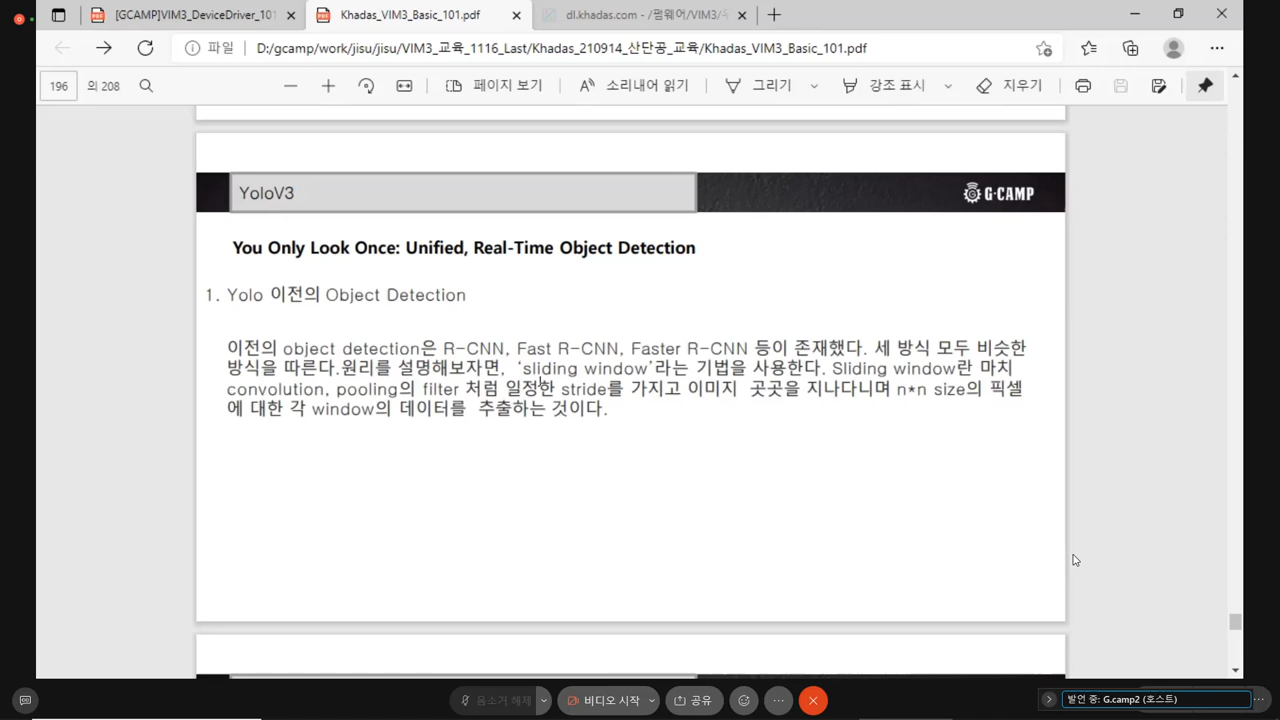 [GCAMP]VIM3_DeviceDriver_101
Khadas_VIM3_Basic_101.pdf
dl.khadas.com - /펌웨어/VIM3/
파일
D:/gcamp/work/jisu/jisu/VIM3_교육_1116_Last/Khadas_210914_산단공_교육/Khadas_VIM3_Basic_101.pdf
196 의 208
페이지 보기
소리내어 읽기
그리기
강조 표시
지우기
YoloV3
G·CAMP
You Only Look Once: Unified, Real-Time Object Detection
1. Yolo 이전의 Object Detection
이전의 object detection은 R-CNN, Fast R-CNN, Faster R-CNN 등이 존재했다. 세 방식 모두 비슷한
방식을 따른다.원리를 설명해보자면, ‘sliding window’라는 기법을 사용한다. Sliding window란 마치
convolution, pooling의 filter 처럼 일정한 stride를 가지고 이미지 곳곳을 지나다니며 n*n size의 픽셀
에 대한 각 window의 데이터를 추출하는 것이다.
음소거 해제
비디오 시작
공유
발언 중: G.camp2 (호스트)